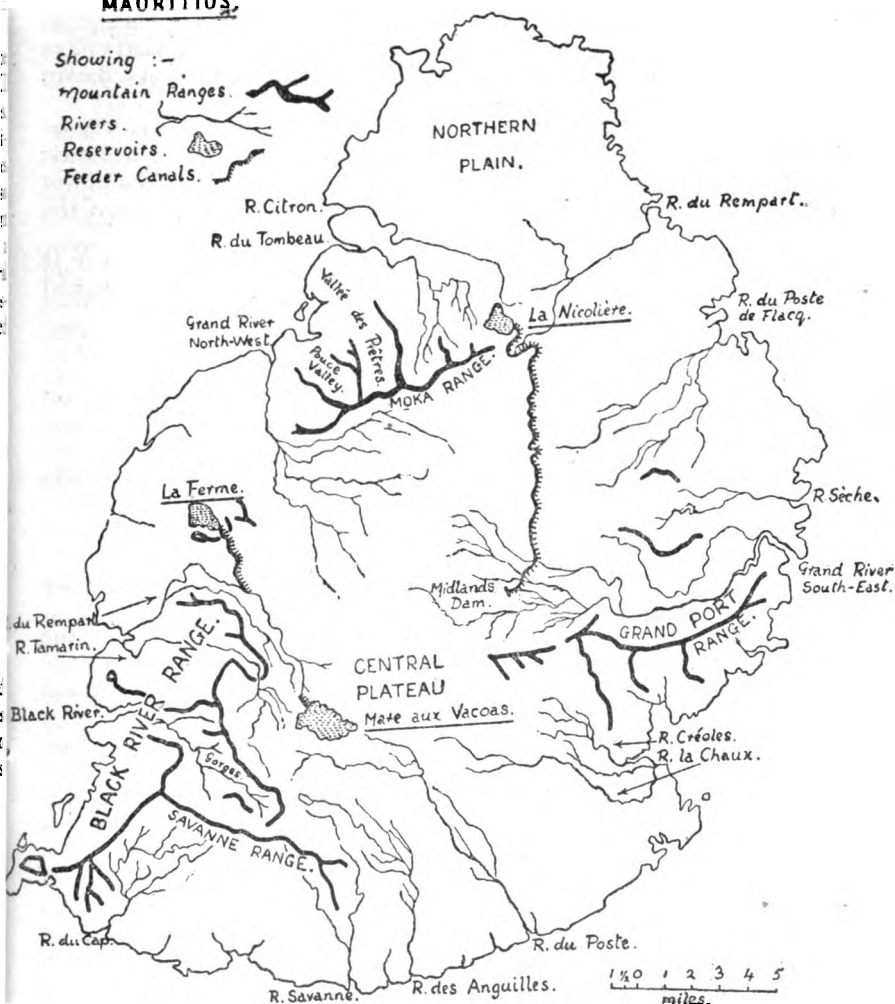 MAURITIUS.
Showing :-
Mountain Ranges.
Rivers.
Reservoirs.
Feeder Canals.
NORTHERN
PLAIN.
R. Citron.
R. du Rempart.
R. du Tombeau.
Vallée des Prêtres.
La Nicolière.
R. du Poste
de Flacq.
Grand River
North-West.
Pouce
Valley.
MOKA RANGE.
La Ferme.
R. Sèche.
Midlands
Dam.
Grand River
South-East.
du Rempart
GRAND PORT
RANGE.
R. Tamarin.
CENTRAL
PLATEAU
Black River.
Mare aux Vacoas.
BLACK RIVER RANGE.
R. Créoles.
R. la Chaux.
Gorges.
SAVANNE RANGE.
R. du Cap.
R. du Poste.
R. des Anguilles.
R. Savanne.
1 ½ 0 1 2 3 4 5
miles.